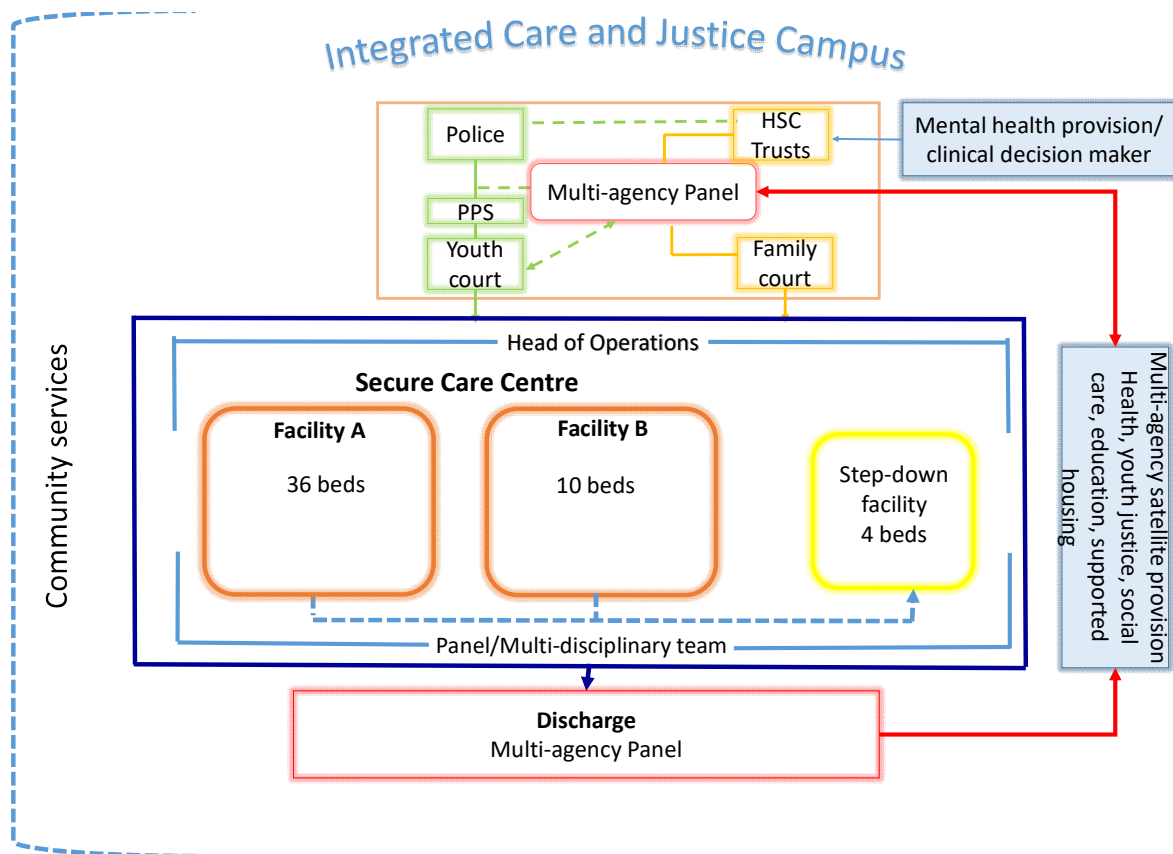 Integrated Care and Justice Campus
Police
HSC
Trusts
Mental health provision/
clinical decision maker
Multi-agency Panel
PPS
Youth
court
Family
court
Community services
Head of Operations
Secure Care Centre
Facility A
36 beds
Facility B
10 beds
Step-down
facility
4 beds
Panel/Multi-disciplinary team
Multi-agency satellite provision
Health, youth justice, social
care, education, supported
housing
Discharge
Multi-agency Panel